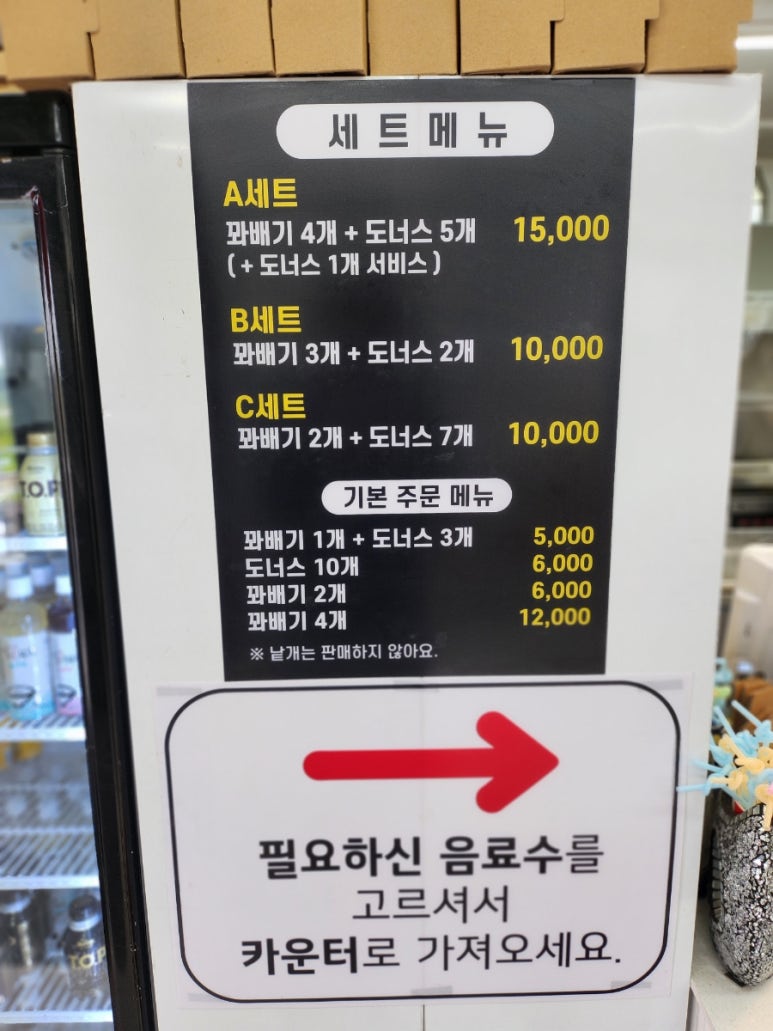 세트메뉴
A세트
꽈배기 4개 + 도너스 5개 15,000
( + 도너스 1개 서비스 )
B세트
꽈배기 3개 + 도너스 2개 10,000
C세트
꽈배기 2개 + 도너스 7개 10,000
기본 주문 메뉴
꽈배기 1개 + 도너스 3개 5,000
도너스 10개 6,000
꽈배기 2개 6,000
꽈배기 4개 12,000
※ 낱개는 판매하지 않아요.
필요하신 음료수를
고르셔서
카운터로 가져오세요.
T.O.P